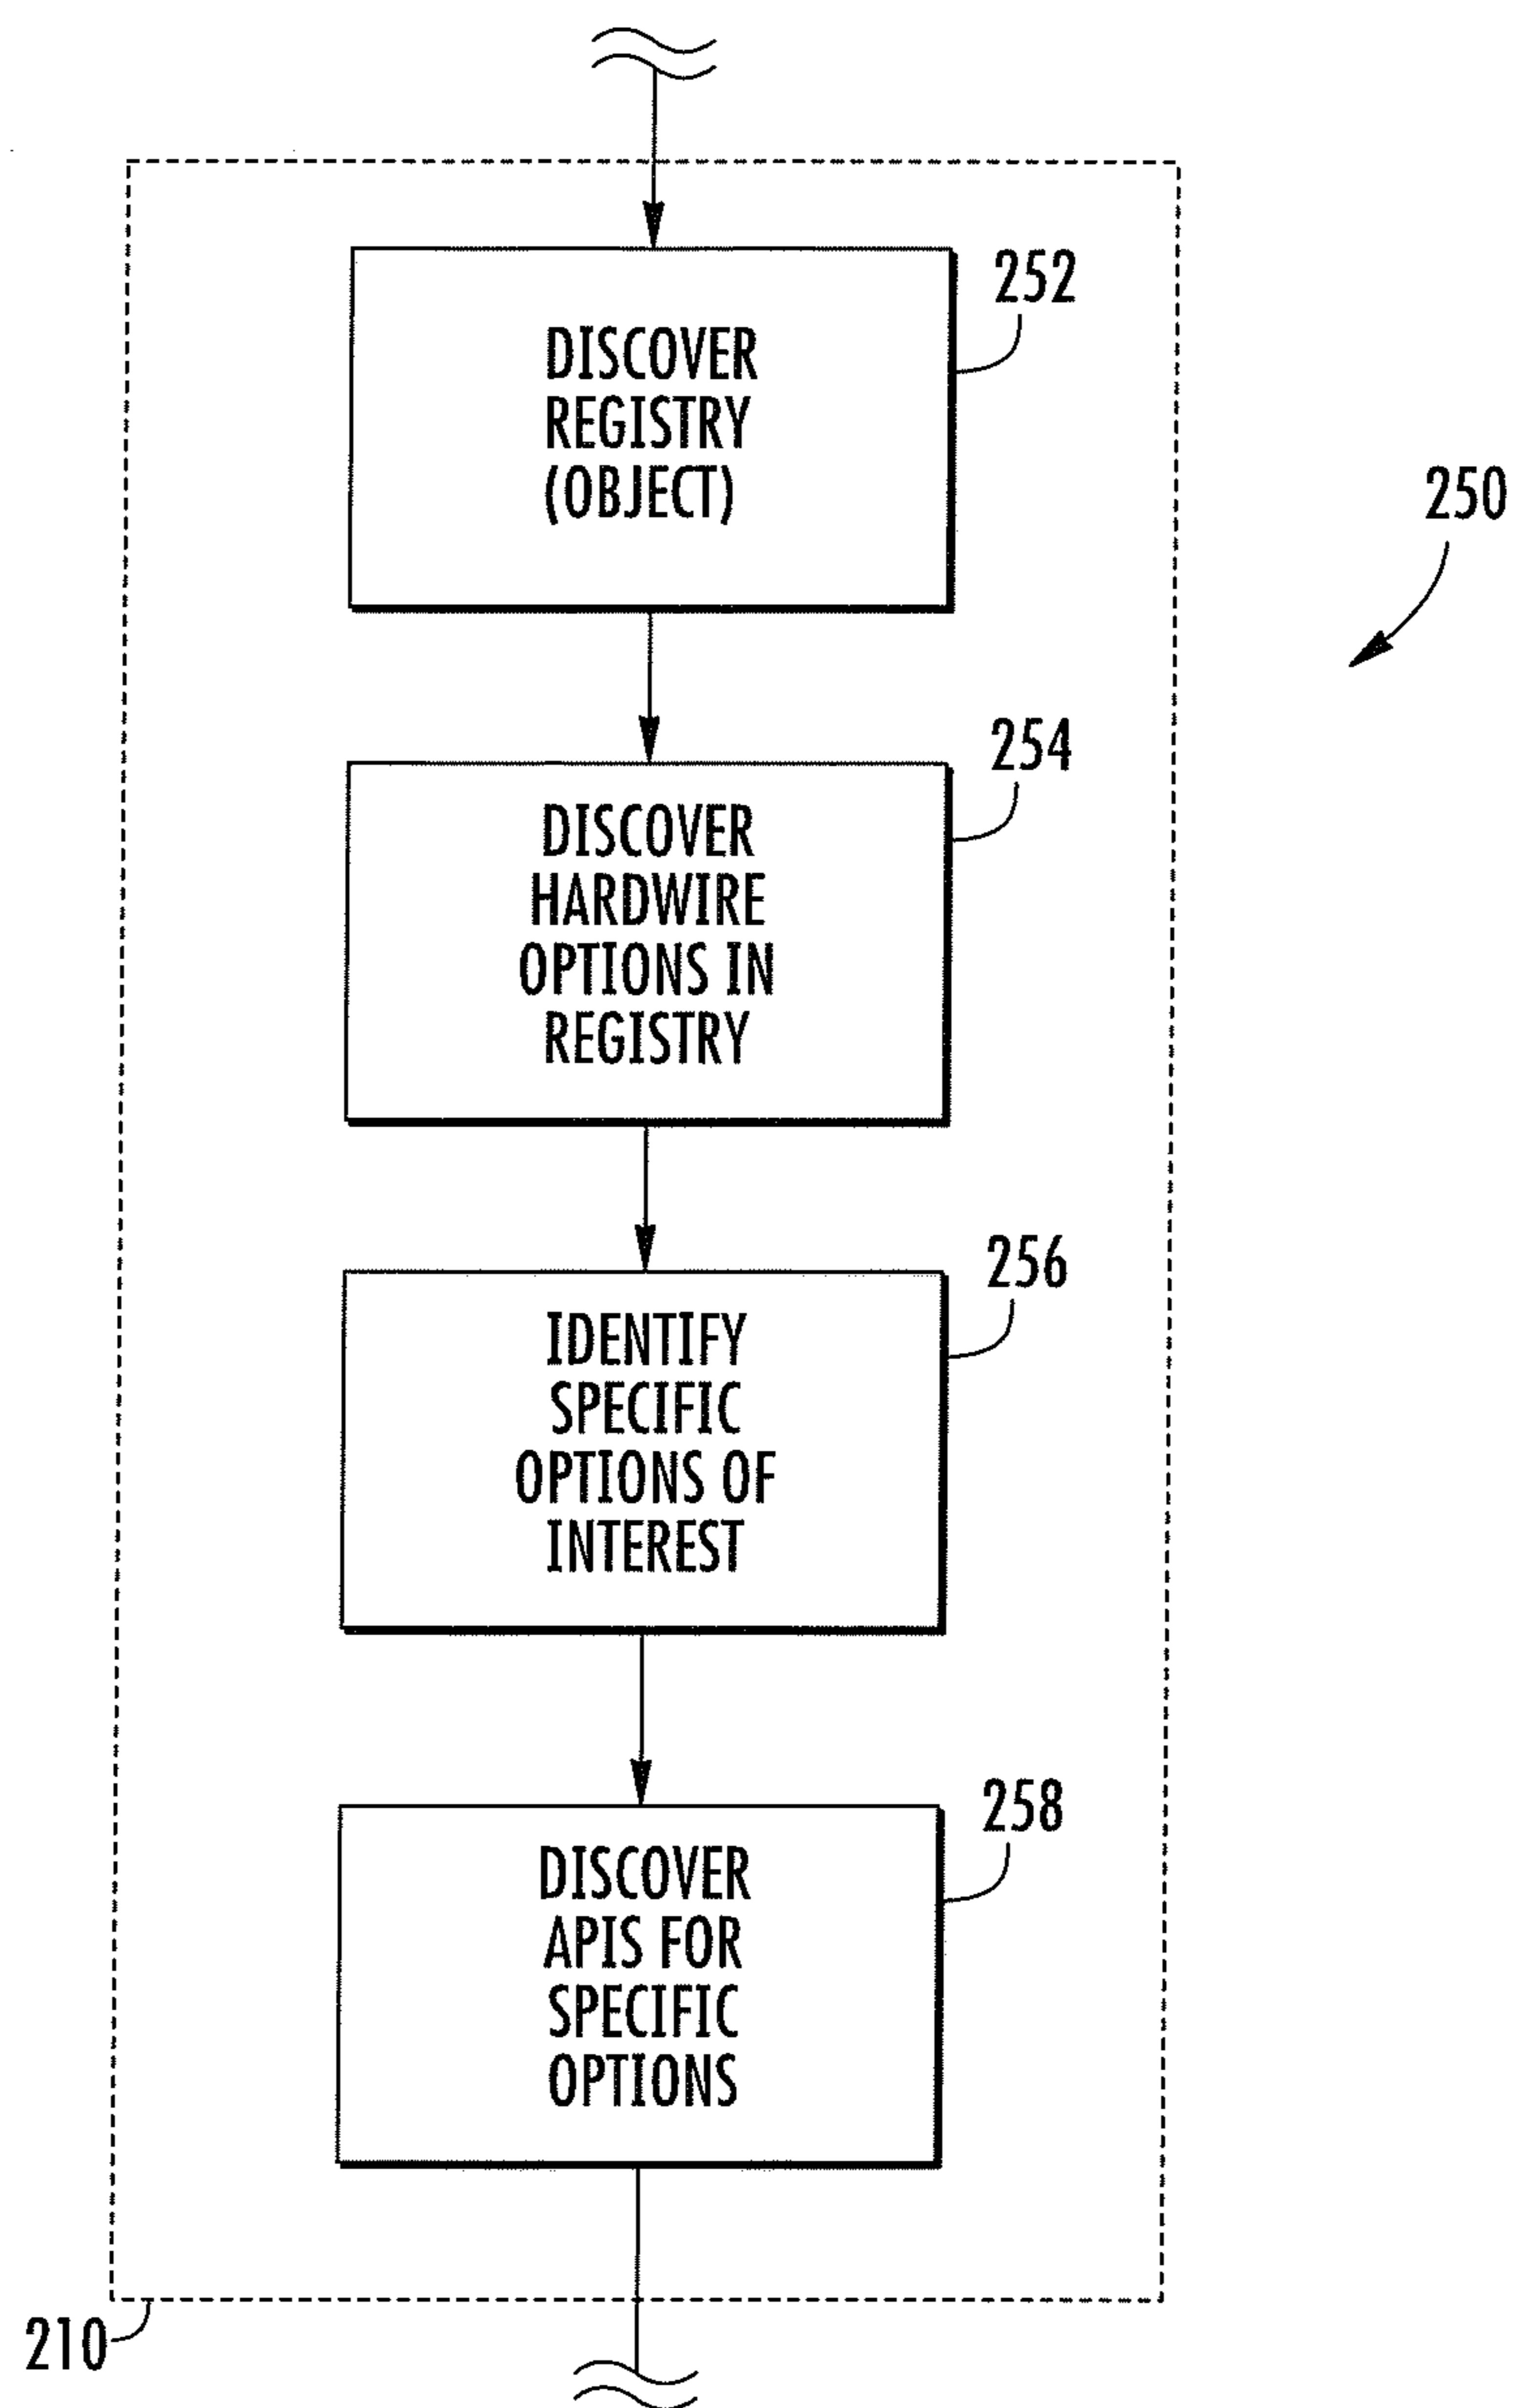 252
DISCOVER
REGISTRY
(OBJECT)
250
254
DISCOVER
HARDWIRE
OPTIONS IN
REGISTRY
256
IDENTIFY
SPECIFIC
OPTIONS OF
INTEREST
258
DISCOVER
APIS FOR
SPECIFIC
OPTIONS
210